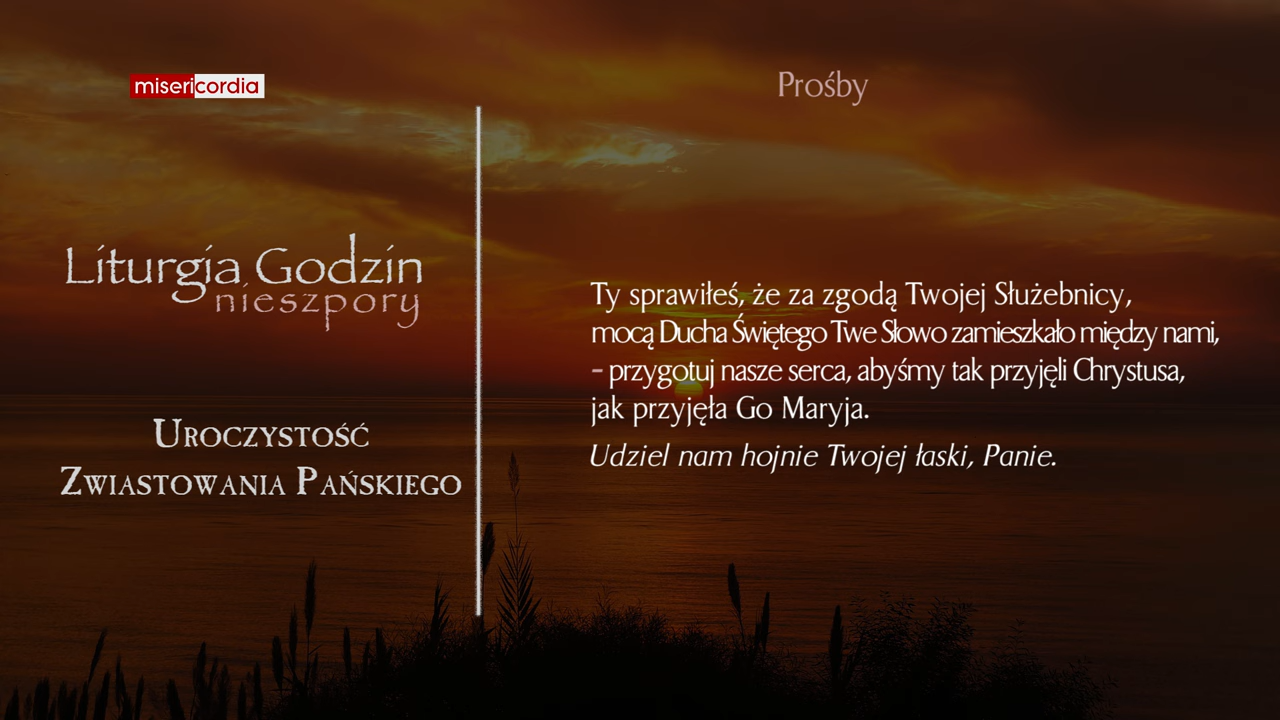 misericordia
Liturgia Godzin
nieszpory
Uroczystość
Zwiastowania Pańskiego
Prośby
Ty sprawiłeś, że za zgodą Twojej Służebnicy,
mocą Ducha Świętego Twe Słowo zamieszkało między nami,
- przygotuj nasze serca, abyśmy tak przyjęli Chrystusa,
jak przyjęła Go Maryja.
Udziel nam hojnie Twojej łaski, Panie.